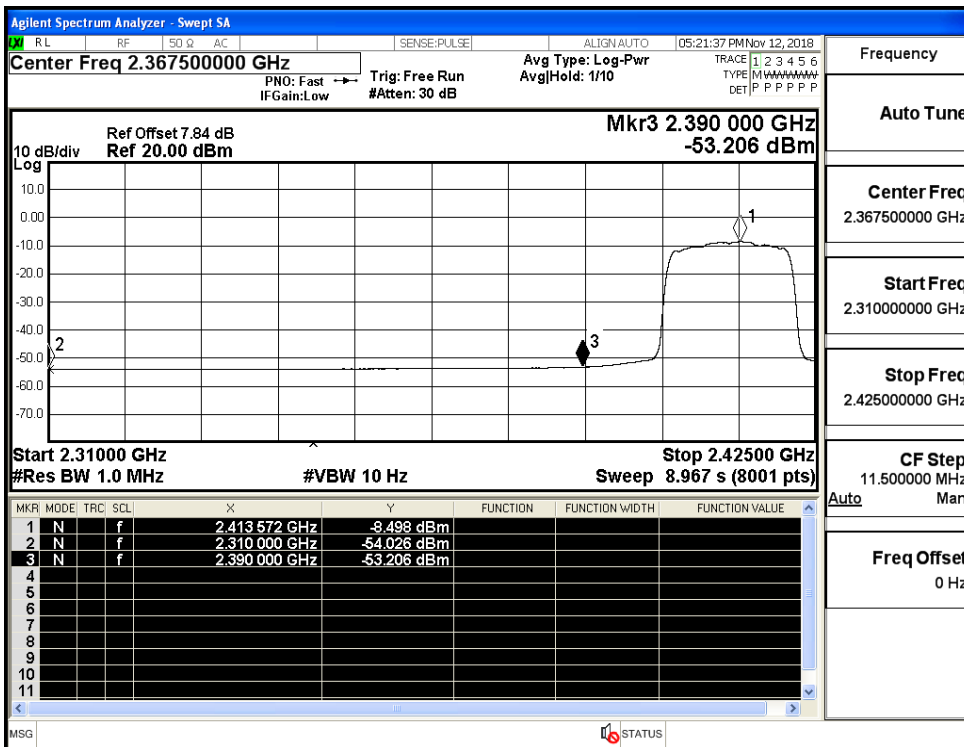 Agilent Spectrum Analyzer - Swept SA
LXI RL RF 50 Ω AC SENSE:PULSE ALIGN AUTO 05:21:37 PM Nov 12, 2018
Center Freq 2.367500000 GHz
PNO: Fast
IFGain:Low
Trig: Free Run
#Atten: 30 dB
Avg Type: Log-Pwr
Avg|Hold: 1/10
TRACE 1 2 3 4 5 6
TYPE M
DET P P P P P P
Ref Offset 7.84 dB
10 dB/div Ref 20.00 dBm
Log
Mkr3 2.390 000 GHz
-53.206 dBm
10.0
0.00
-10.0
-20.0
-30.0
-40.0
-50.0
-60.0
-70.0
1
2
3
Start 2.31000 GHz Stop 2.42500 GHz
#Res BW 1.0 MHz #VBW 10 Hz Sweep 8.967 s (8001 pts)
MKR MODE TRC SCL X Y FUNCTION FUNCTION WIDTH FUNCTION VALUE
1 N f 2.413 572 GHz -8.498 dBm
2 N f 2.310 000 GHz -54.026 dBm
3 N f 2.390 000 GHz -53.206 dBm
4
5
6
7
8
9
10
11
MSG STATUS
Frequency
Auto Tune
Center Freq
2.367500000 GHz
Start Freq
2.310000000 GHz
Stop Freq
2.425000000 GHz
CF Step
11.500000 MHz
Auto Man
Freq Offset
0 Hz